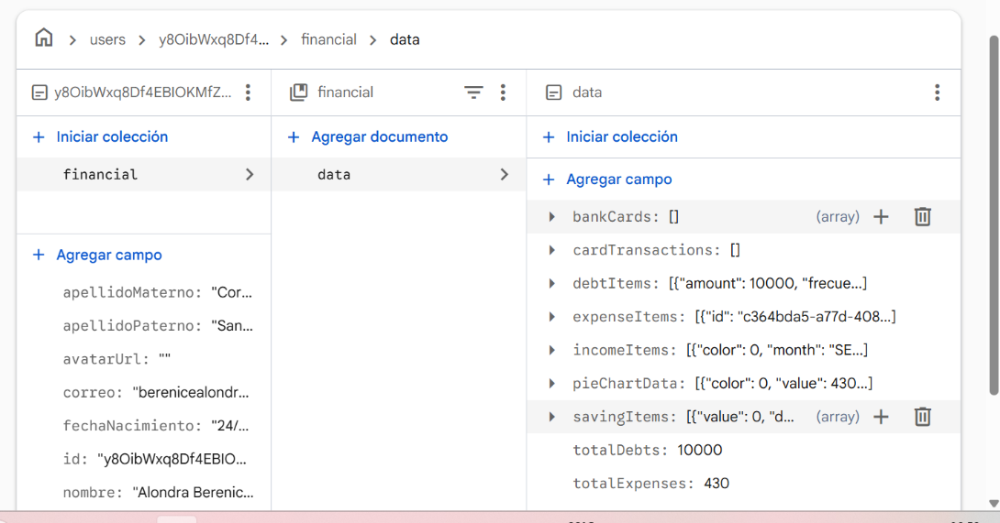 users > y8OibWxq8Df4... > financial > data
y8OibWxq8Df4EBIOKMfZ...
financial
data
+ Iniciar colección
financial
+ Agregar campo
apellidoMaterno: "Cor...
apellidoPaterno: "San...
avatarUrl: ""
correo: "berenicealondr...
fechaNacimiento: "24/...
id: "y8OibWxq8Df4EBIO...
nombre: "Alondra Berenic...
+ Agregar documento
data
+ Iniciar colección
+ Agregar campo
bankCards: [] (array)
cardTransactions: []
debtItems: [{"amount": 10000, "frecue...]
expenseItems: [{"id": "c364bda5-a77d-408...]
incomeItems: [{"color": 0, "month": "SE...]
pieChartData: [{"color": 0, "value": 430...]
savingItems: [{"value": 0, "d... (array)
totalDebts: 10000
totalExpenses: 430